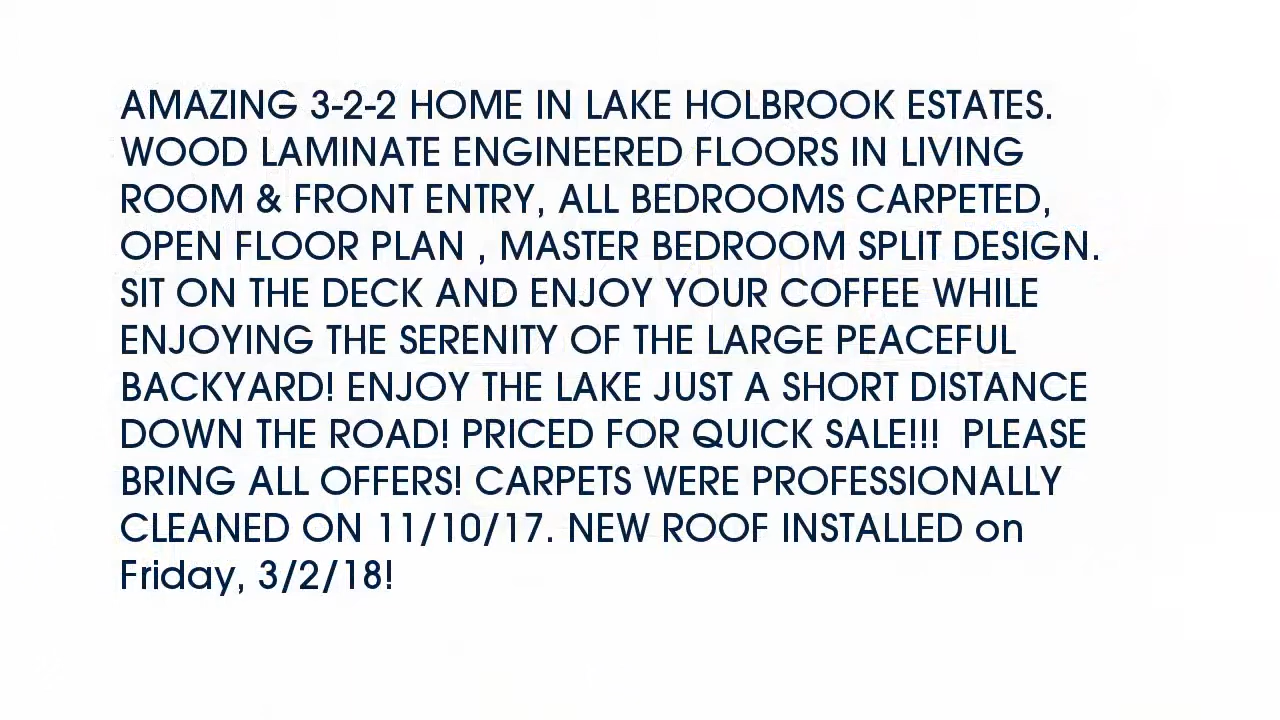 AMAZING 3-2-2 HOME IN LAKE HOLBROOK ESTATES.
WOOD LAMINATE ENGINEERED FLOORS IN LIVING
ROOM & FRONT ENTRY, ALL BEDROOMS CARPETED,
OPEN FLOOR PLAN , MASTER BEDROOM SPLIT DESIGN.
SIT ON THE DECK AND ENJOY YOUR COFFEE WHILE
ENJOYING THE SERENITY OF THE LARGE PEACEFUL
BACKYARD! ENJOY THE LAKE JUST A SHORT DISTANCE
DOWN THE ROAD! PRICED FOR QUICK SALE!!!  PLEASE
BRING ALL OFFERS! CARPETS WERE PROFESSIONALLY
CLEANED ON 11/10/17. NEW ROOF INSTALLED on
Friday, 3/2/18!